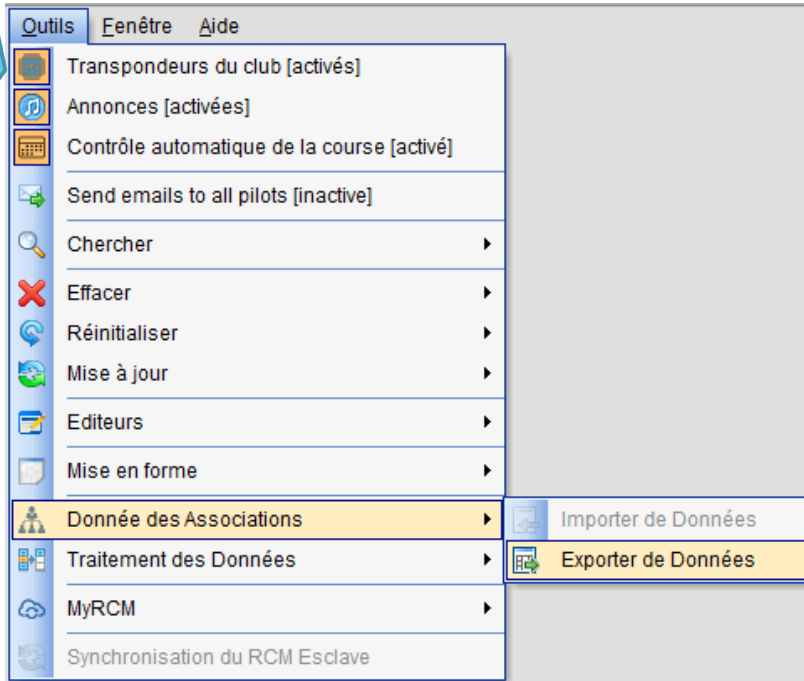 Outils Fenêtre Aide
Transpondeurs du club [activés]
Annonces [activées]
Contrôle automatique de la course [activé]
Send emails to all pilots [inactive]
Chercher
Effacer
Réinitialiser
Mise à jour
Editeurs
Mise en forme
Donnée des Associations
Importer de Données
Traitement des Données
Exporter de Données
MyRCM
Synchronisation du RCM Esclave